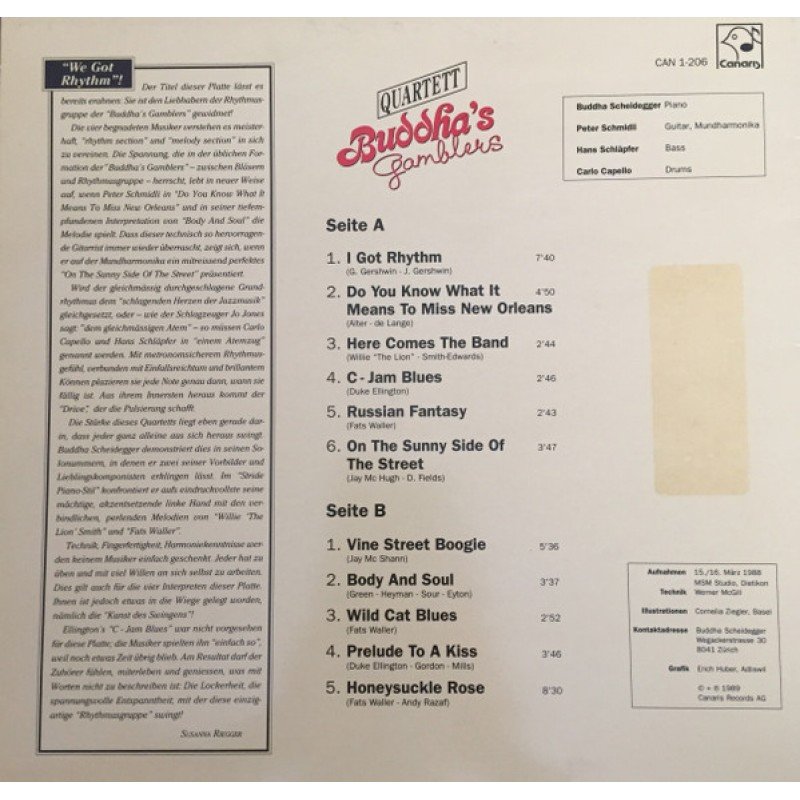 "We Got
Rhythm"!
Der Titel dieser Platte lässt es
bereits erahnen: Sie ist den Liebhabern der Rhythmus-
gruppe der "Buddha's Gamblers" gewidmet!
Die vier begnadeten Musiker verstehen es meister-
haft, "rhythm section" und "melody section" in sich
zu vereinen. Die Spannung, die in der üblichen For-
mation der "Buddha's Gamblers" – zwischen Bläsern
und Rhythmusgruppe – herrscht, lebt in neuer Weise
auf, wenn Peter Schmidli in "Do You Know What It
Means To Miss New Orleans" und in seiner tiefem-
pfundenen Interpretation von "Body And Soul" die
Melodie spielt. Dass dieser technisch so hervorragen-
de Gitarrist immer wieder überrascht, zeigt sich, wenn
er auf der Mundharmonika ein mitreissend perfektes
"On The Sunny Side Of The Street" präsentiert.
Wird der gleichmässig durchgeschlagene Grund-
rhythmus dem "schlagenden Herzen der Jazzmusik"
gleichgesetzt, oder – wie der Schlagzeuger Jo Jones
sagt: "dem gleichmässigen Atem" – so müssen Carlo
Capello und Hans Schläpfer in "einem Atemzug"
genannt werden. Mit metronomsicherem Rhythmus-
gefühl, verbunden mit Einfallsreichtum und brillantem
Können plazieren sie jede Note genau dann, wenn sie
fällig ist. Aus ihrem Innersten heraus kommt der
"Drive", der die Pulsierung schafft.
Die Stärke dieses Quartetts liegt eben gerade dar-
in, dass jeder ganz alleine aus sich heraus swingt.
Buddha Scheidegger demonstriert dies in seinen So-
lonummern, in denen er zwei seiner Vorbilder und
Lieblingskomponisten erklingen lässt. Im "Stride
Piano-Stil" konfrontiert er aufs eindruckvollste seine
mächtige, akzentsetzende linke Hand mit den ver-
bindlichen, perlenden Melodien von "Willie 'The
Lion' Smith" und "Fats Waller".
Technik, Fingerfertigkeit, Harmoniekenntnisse wer-
den keinem Musiker einfach geschenkt. Jeder hat zu
üben und mit viel Willen an sich selbst zu arbeiten.
Dies gilt auch für die vier Interpreten dieser Platte.
Ihnen ist jedoch etwas in die Wiege gelegt worden,
nämlich die "Kunst des Swingens"!
Ellington's "C - Jam Blues" war nicht vorgesehen
für diese Platte; die Musiker spielten ihn "einfach so",
weil noch etwas Zeit übrig blieb. Am Resultat darf der
Zuhörer fühlen, miterleben und geniessen, was mit
Worten nicht zu beschreiben ist: Die Lockerheit, die
spannungsvolle Entspanntheit, mit der diese einzig-
artige "Rhythmusgruppe" swingt!
SUSANNA RIEGGER
QUARTETT
Buddha's
Gamblers
CAN 1-206
Canaris
Buddha Scheidegger Piano
Peter Schmidli Guitar, Mundharmonika
Hans Schläpfer Bass
Carlo Capello Drums
Seite A
1. I Got Rhythm 7'40
(G. Gershwin - J. Gershwin)
2. Do You Know What It 4'50
Means To Miss New Orleans
(Alter - de Lange)
3. Here Comes The Band 2'44
(Willie "The Lion" - Smith-Edwards)
4. C - Jam Blues 2'46
(Duke Ellington)
5. Russian Fantasy 2'43
(Fats Waller)
6. On The Sunny Side Of 3'47
The Street
(Jay Mc Hugh - D. Fields)
Seite B
1. Vine Street Boogie 5'36
(Jay Mc Shann)
2. Body And Soul 3'37
(Green - Heyman - Sour - Eyton)
3. Wild Cat Blues 2'52
(Fats Waller)
4. Prelude To A Kiss 3'46
(Duke Ellington - Gordon - Mills)
5. Honeysuckle Rose 8'30
(Fats Waller - Andy Razaf)
Aufnahmen 15./16. März 1988
MSM Studio, Dietikon
Technik Werner McGill
Illustrationen Cornelia Ziegler, Basel
Kontaktadresse Buddha Scheidegger
Wegackerstrasse 30
8041 Zürich
Grafik Erich Huber, Adliswil
© + ℗ 1989
Canaris Records AG